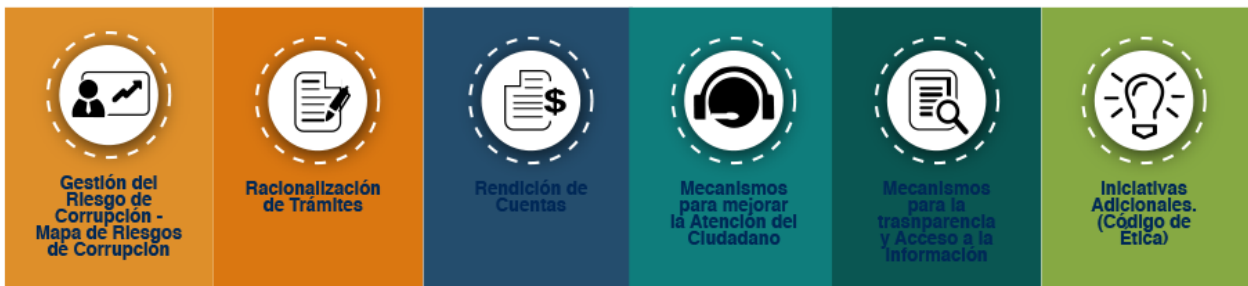 Gestión del
Riesgo de
Corrupción -
Mapa de Riesgos
de Corrupción
Racionalización
de Trámites
Rendición de
Cuentas
Mecanismos
para mejorar
la Atención del
Ciudadano
Mecanismos
para la
trasnparencia
y Acceso a la
Información
Iniciativas
Adicionales.
(Código de
Ética)
$